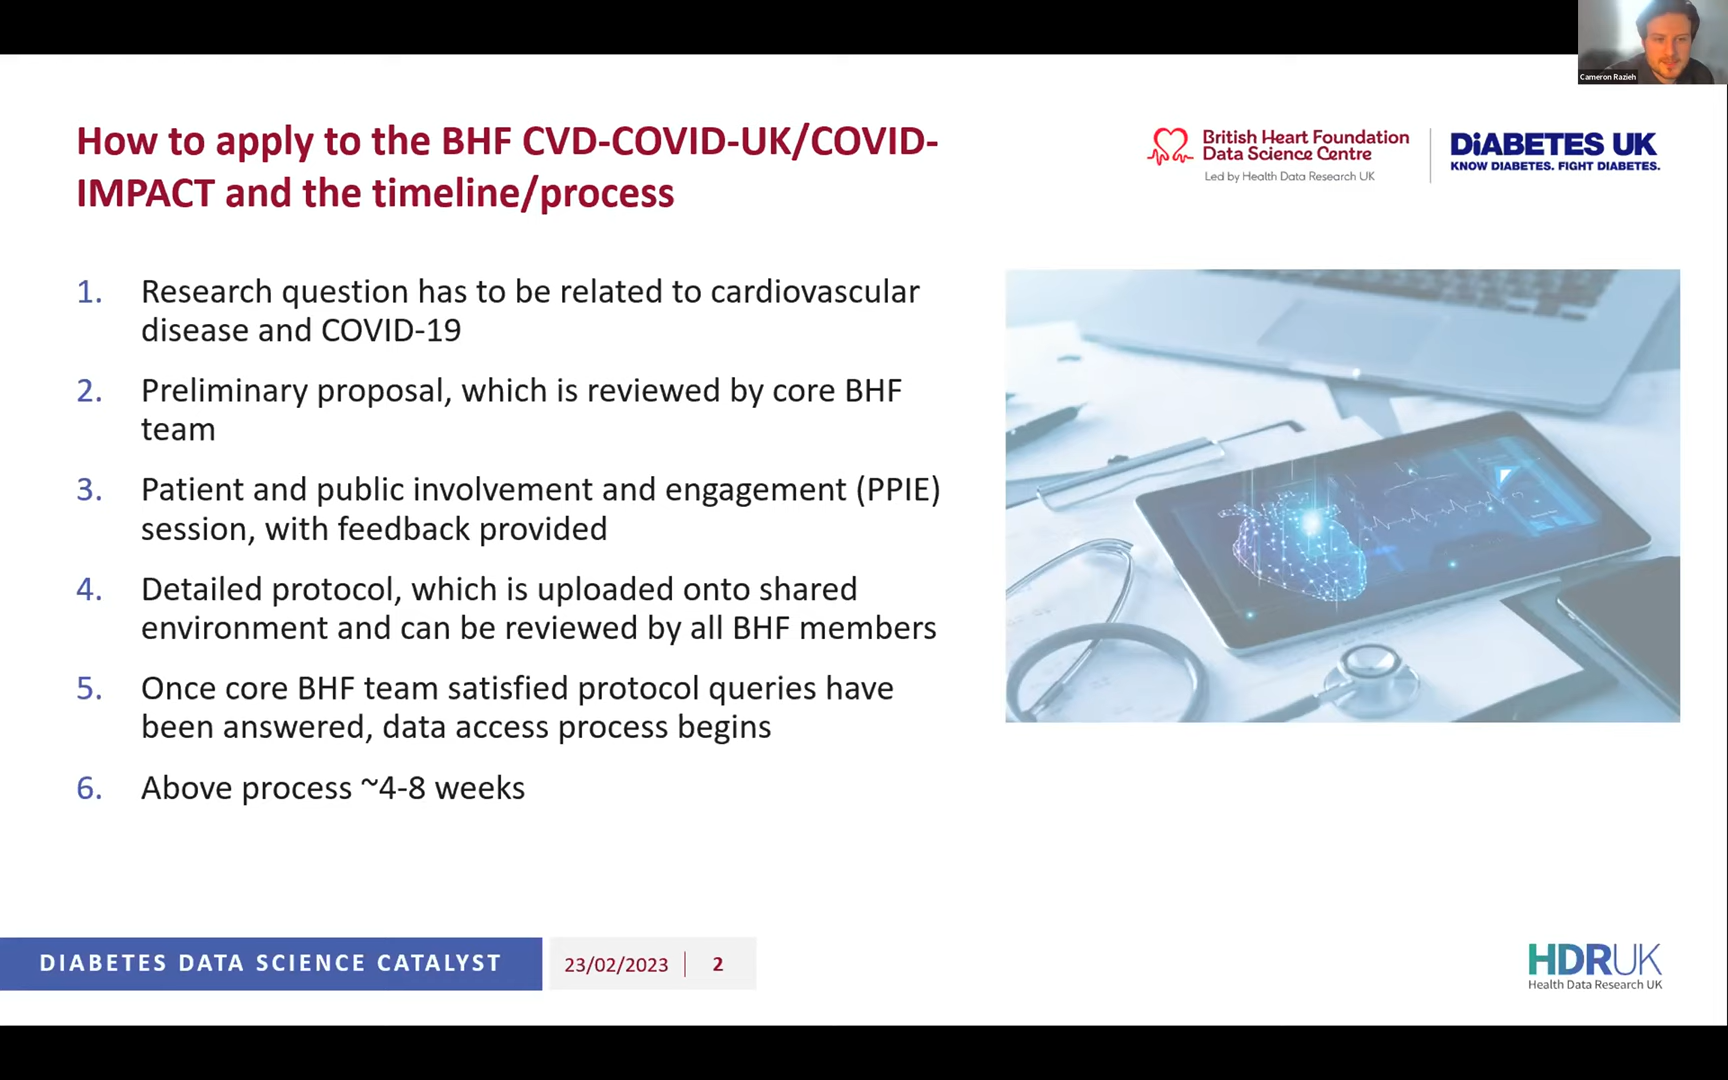 Cameron Razieh
How to apply to the BHF CVD-COVID-UK/COVID-
IMPACT and the timeline/process
British Heart Foundation
Data Science Centre
Led by Health Data Research UK
DiABETES UK
KNOW DIABETES. FIGHT DIABETES.
1. Research question has to be related to cardiovascular
disease and COVID-19
2. Preliminary proposal, which is reviewed by core BHF
team
3. Patient and public involvement and engagement (PPIE)
session, with feedback provided
4. Detailed protocol, which is uploaded onto shared
environment and can be reviewed by all BHF members
5. Once core BHF team satisfied protocol queries have
been answered, data access process begins
6. Above process ~4-8 weeks
DIABETES DATA SCIENCE CATALYST
23/02/2023 | 2
HDRUK
Health Data Research UK